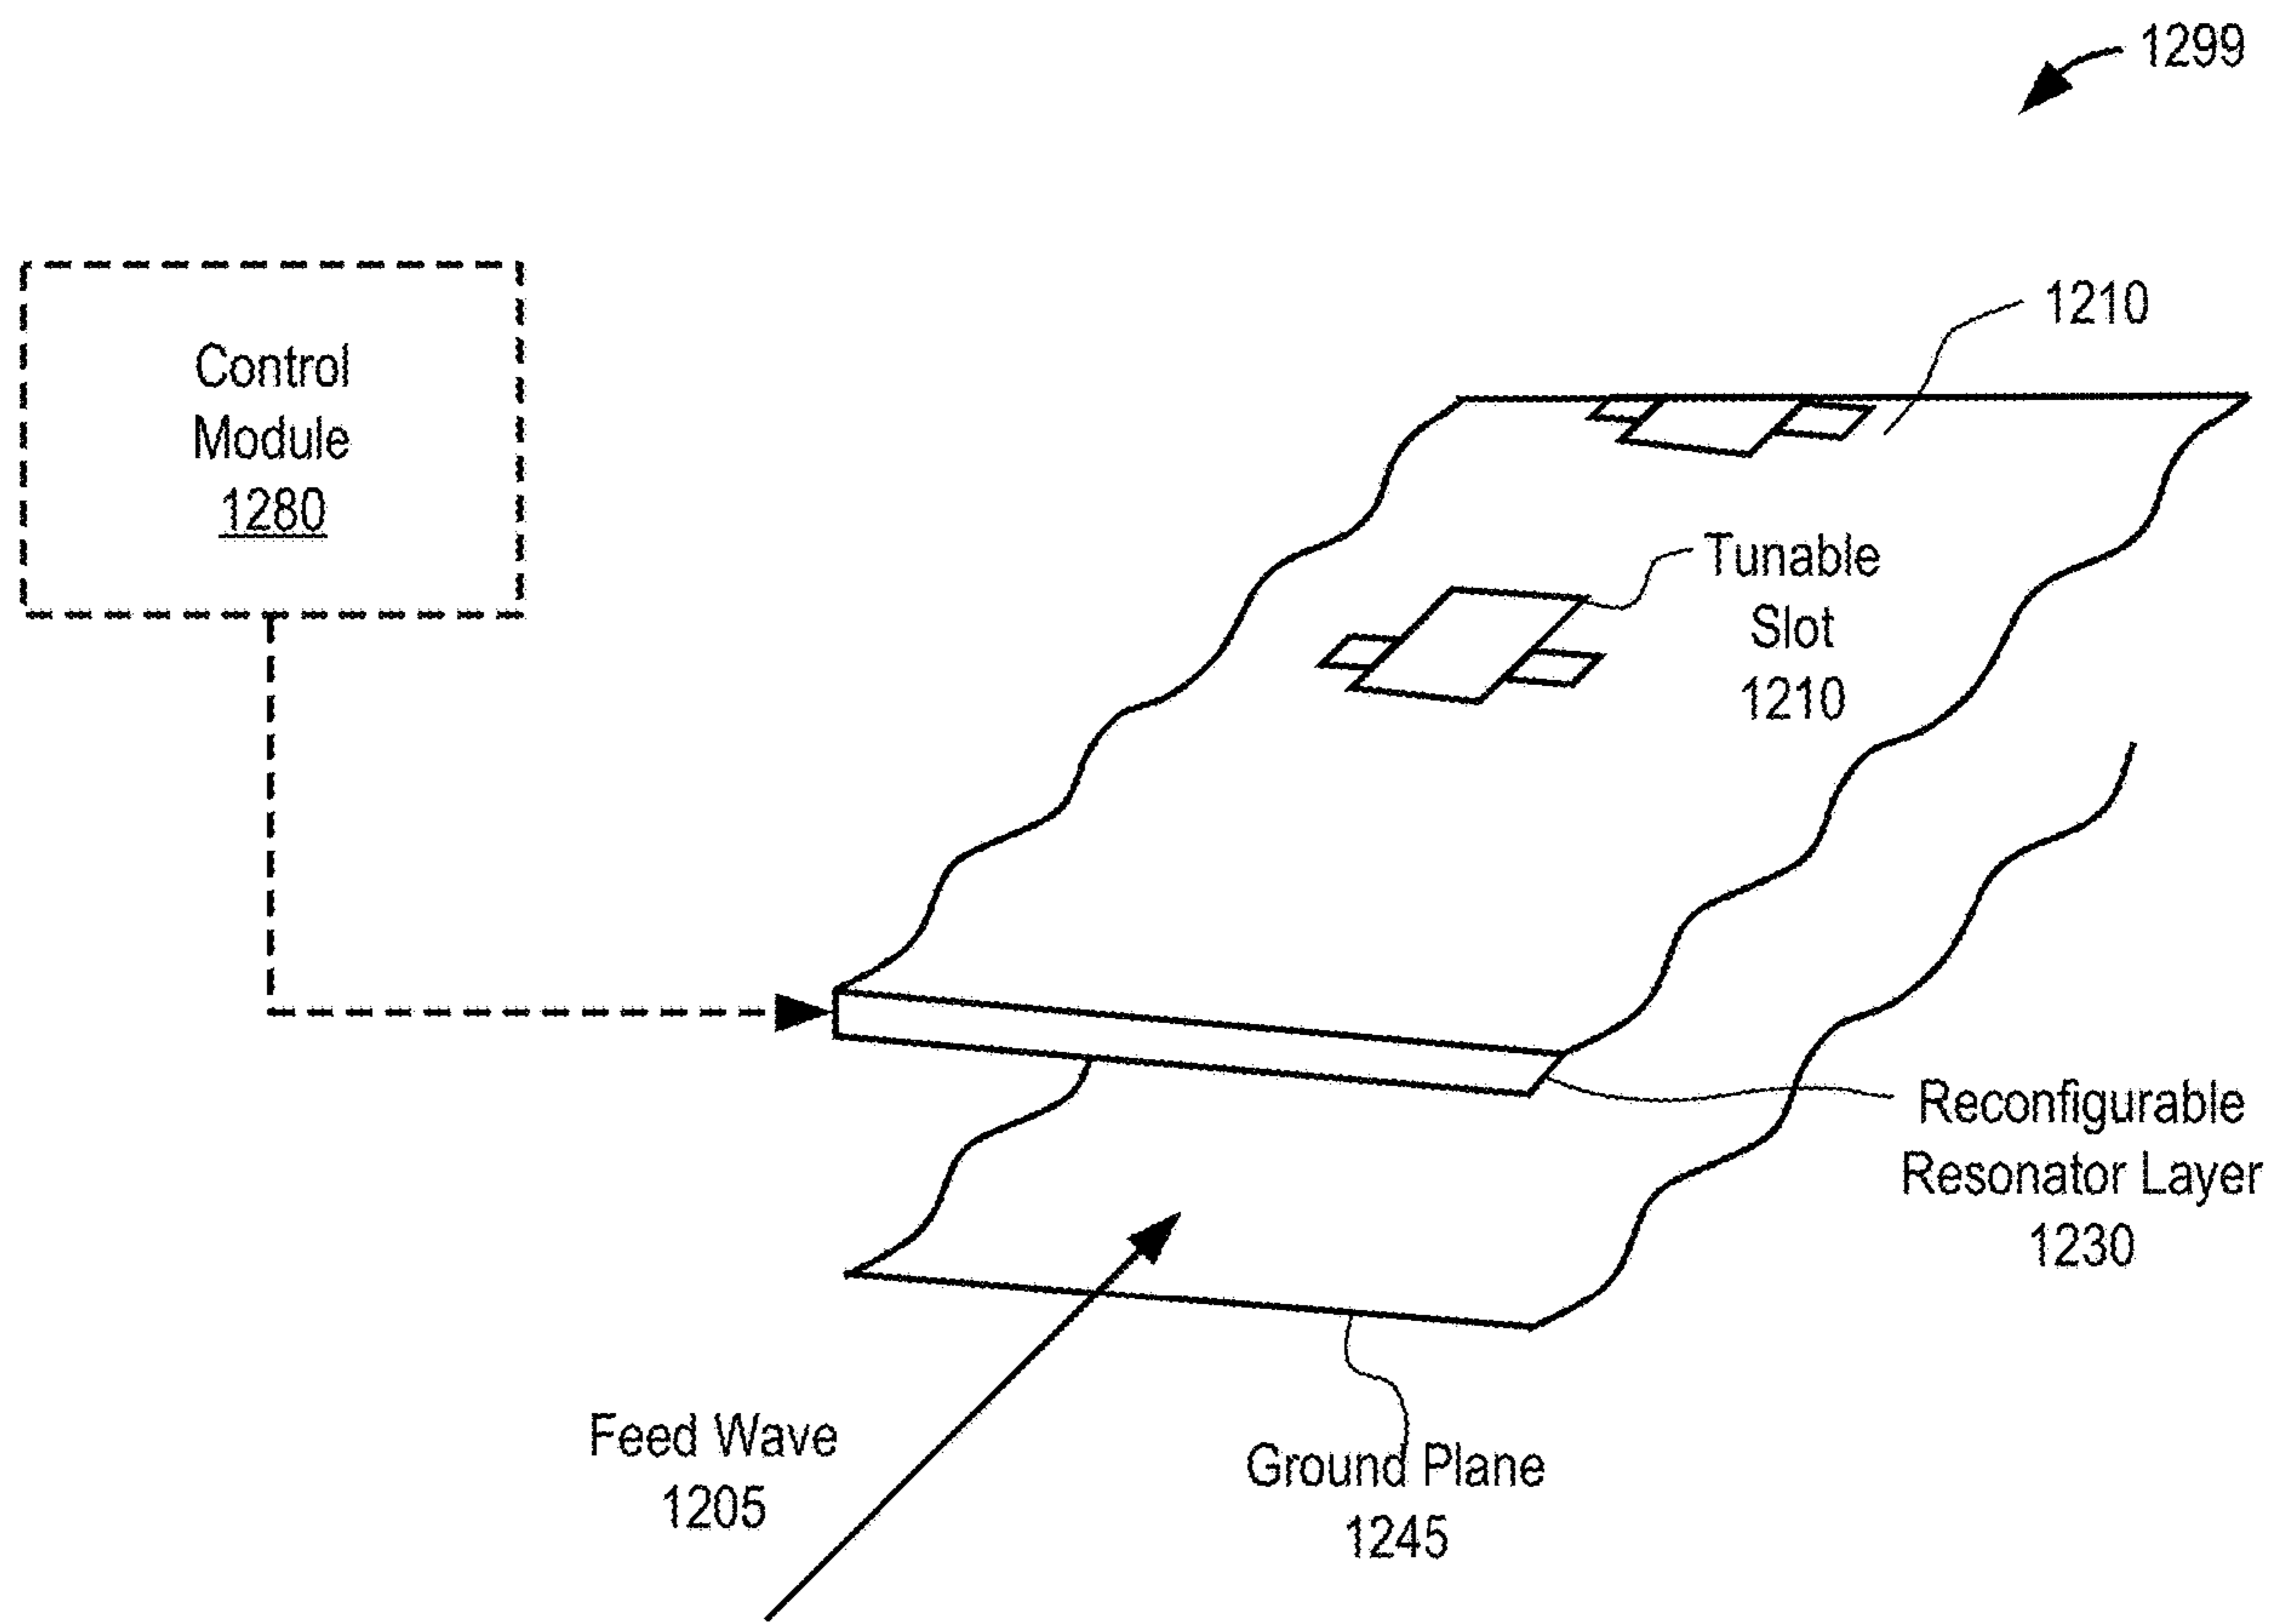 1299
Control
Module
1280
1210
Tunable
Slot
1210
Reconfigurable
Resonator Layer
1230
Feed Wave
1205
Ground Plane
1245